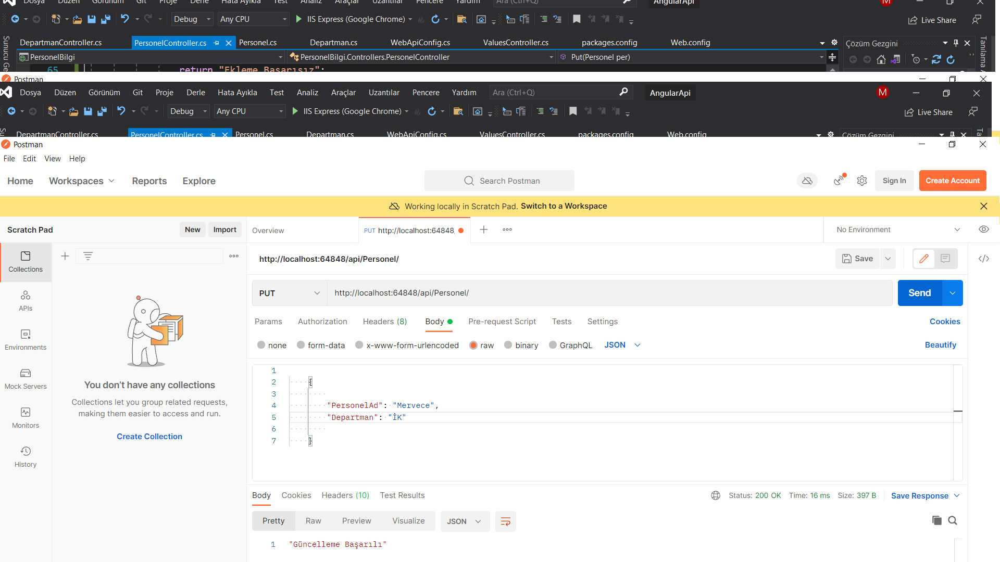 Dosya Düzen Görünüm Git Proje Derle Hata Ayıkla Test Analiz Araçlar Uzantılar Pencere Yardım Ara (Ctrl+Q) AngularApi M
Debug Any CPU IIS Express (Google Chrome) Live Share
Sunucu Ge
DepartmanController.cs PersonelController.cs Personel.cs Departman.cs WebApiConfig.cs ValuesController.cs packages.config Web.config Çözüm Gezgini
Tanılama A
PersonelBilgi PersonelBilgi.Controllers.PersonelController Put(Personel per)
65 return "Ekleme Başarısız";
Postman
Dosya Düzen Görünüm Git Proje Derle Hata Ayıkla Test Analiz Araçlar Uzantılar Pencere Yardım Ara (Ctrl+Q) AngularApi M
Debug Any CPU IIS Express (Google Chrome) Live Share
Su DepartmanController.cs PersonelController.cs Personel.cs Departman.cs WebApiConfig.cs ValuesController.cs packages.config Web.config Çözüm Gezgini Ta
Postman
File Edit View Help
Home Workspaces Reports Explore Search Postman Sign In Create Account
Working locally in Scratch Pad. Switch to a Workspace
Scratch Pad New Import Overview PUT http://localhost:64848/ No Environment
Collections
APIs
Environments
Mock Servers
Monitors
History
You don't have any collections
Collections let you group related requests,
making them easier to access and run.
Create Collection
http://localhost:64848/api/Personel/ Save
PUT http://localhost:64848/api/Personel/ Send
Params Authorization Headers (8) Body Pre-request Script Tests Settings Cookies
none form-data x-www-form-urlencoded raw binary GraphQL JSON Beautify
1
2 {
3
4 "PersonelAd": "Mervece",
5 "Departman": "İK"
6
7 }
Body Cookies Headers (10) Test Results Status: 200 OK Time: 16 ms Size: 397 B Save Response
Pretty Raw Preview Visualize JSON
1 "Güncelleme Başarılı"